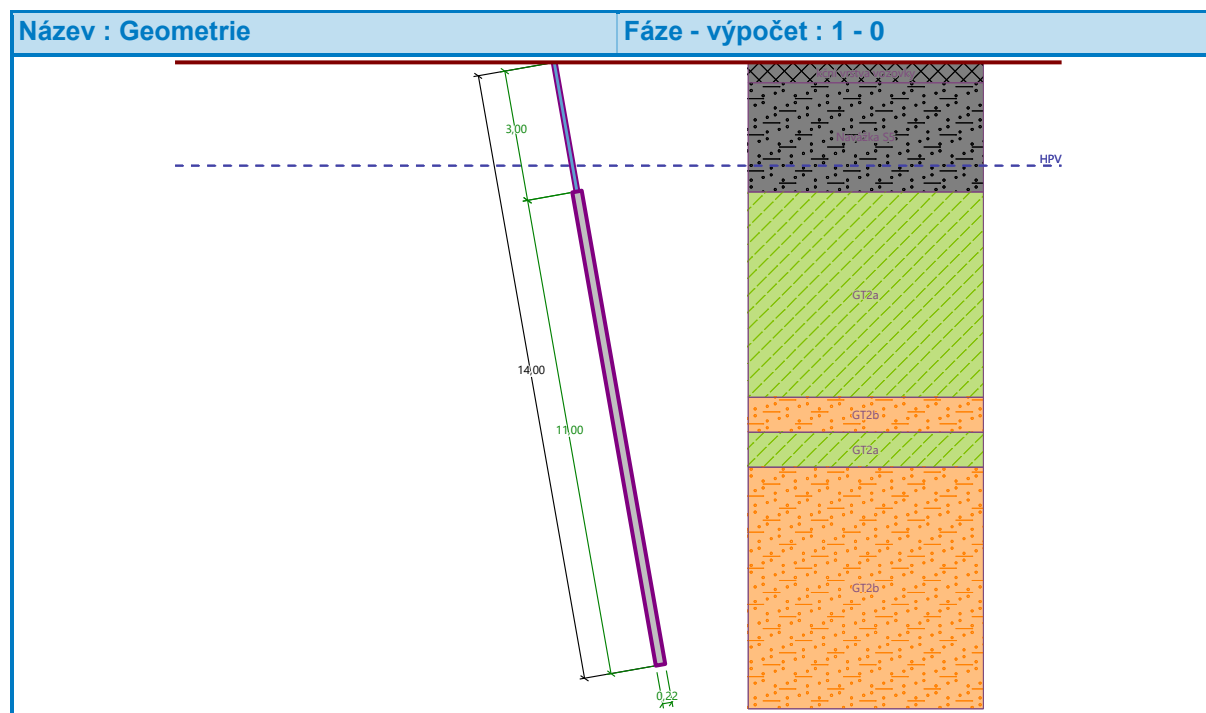 Název : Geometrie
Fáze - výpočet : 1 - 0
3,00
HPV
GT2a
14,00
GT2b
11,00
GT2a
GT2b
0,22